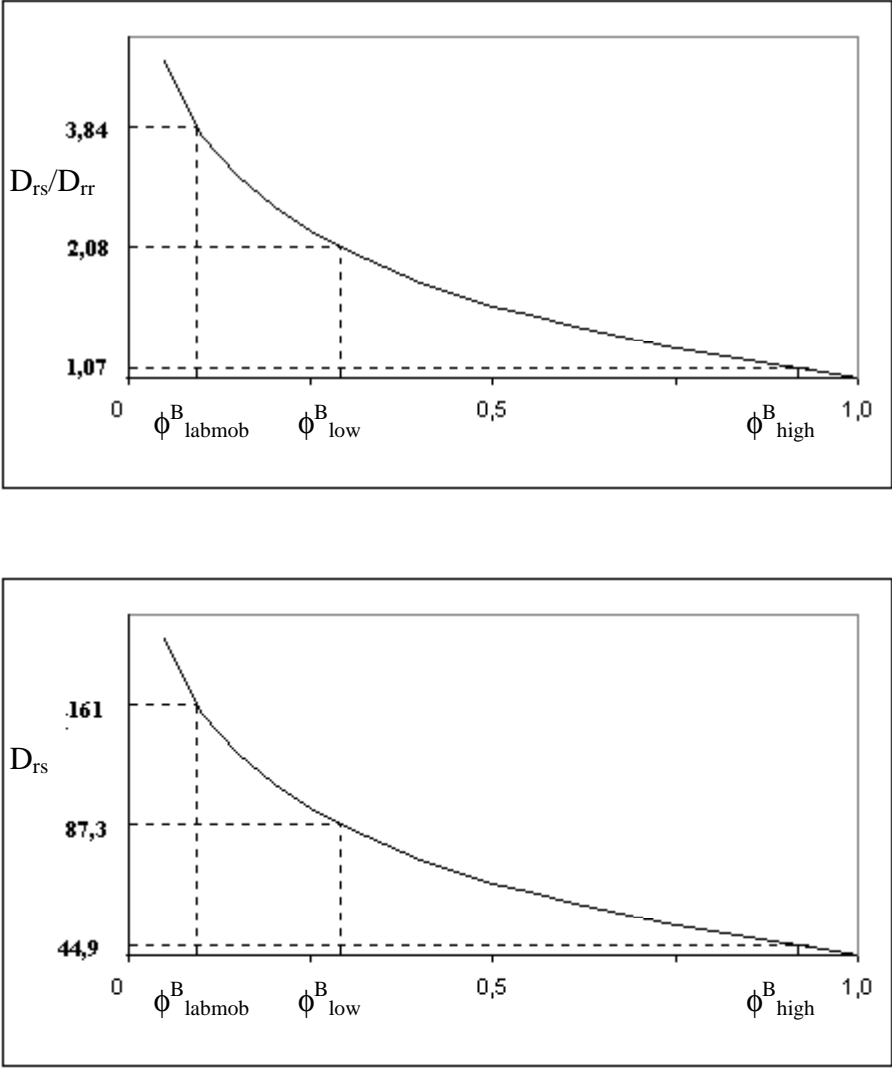 3,84
D_rs/D_rr
2,08
1,07
0 0,5 1,0
ϕ^B_labmob ϕ^B_low ϕ^B_high
161
D_rs
87,3
44,9
0 0,5 1,0
ϕ^B_labmob ϕ^B_low ϕ^B_high